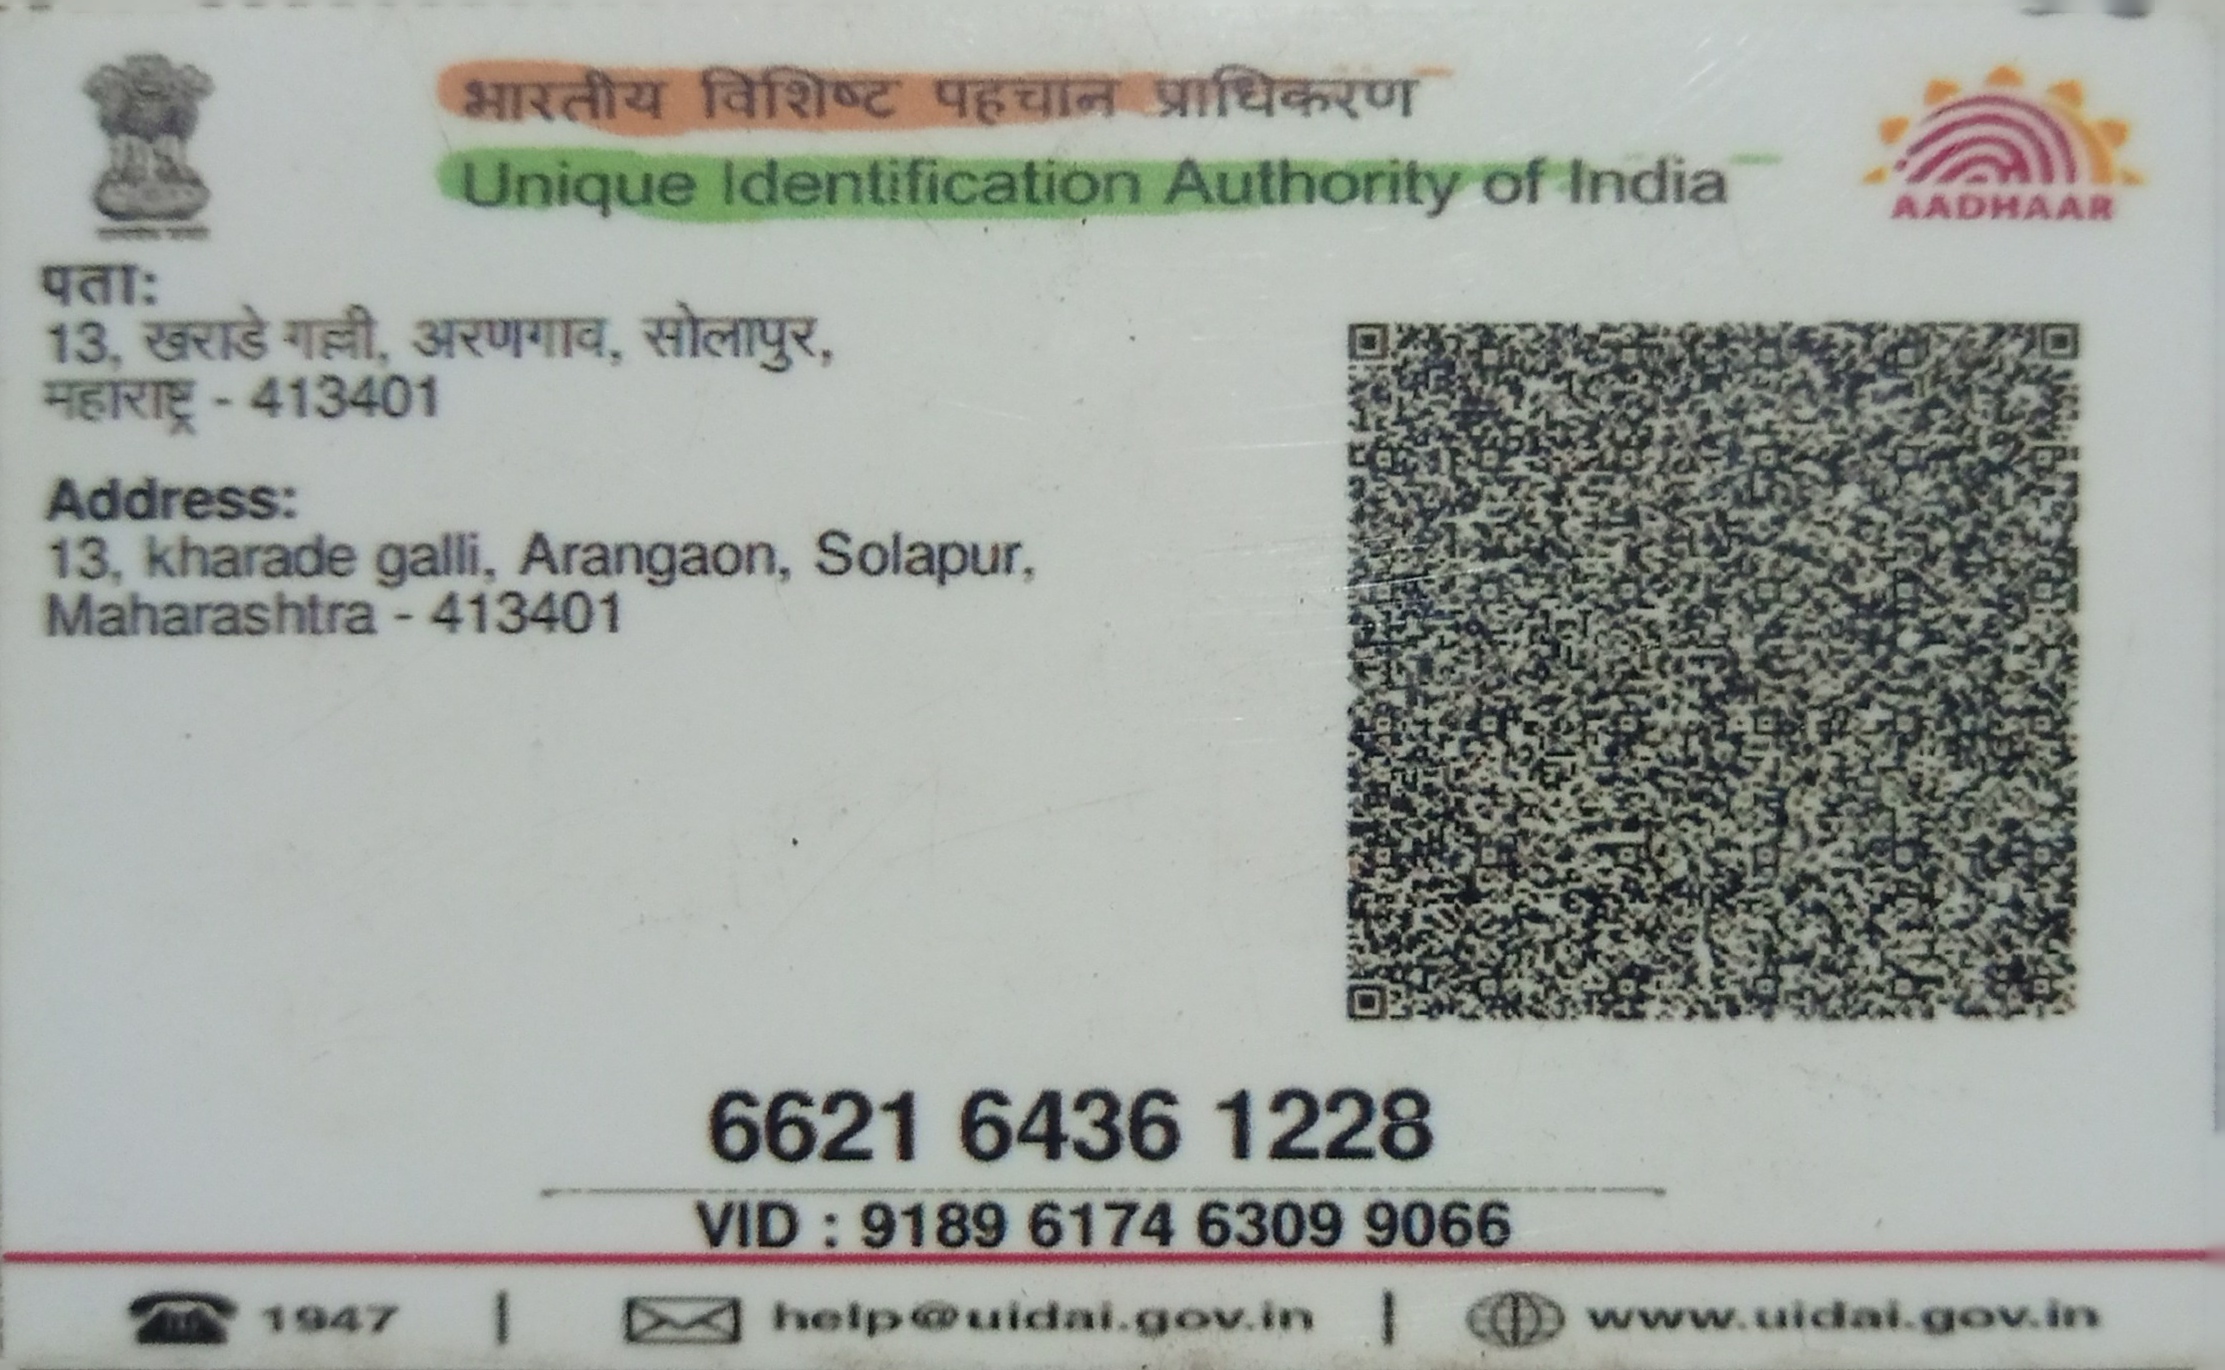 भारतीय विशिष्ट पहचान प्राधिकरण
Unique Identification Authority of India
AADHAAR
पता:
13, खराडे गल्ली, अरणगाव, सोलापुर,
महाराष्ट्र - 413401
Address:
13, kharade galli, Arangaon, Solapur,
Maharashtra - 413401
6621 6436 1228
VID : 9189 6174 6309 9066
1947 | help@uidai.gov.in | www.uidai.gov.in